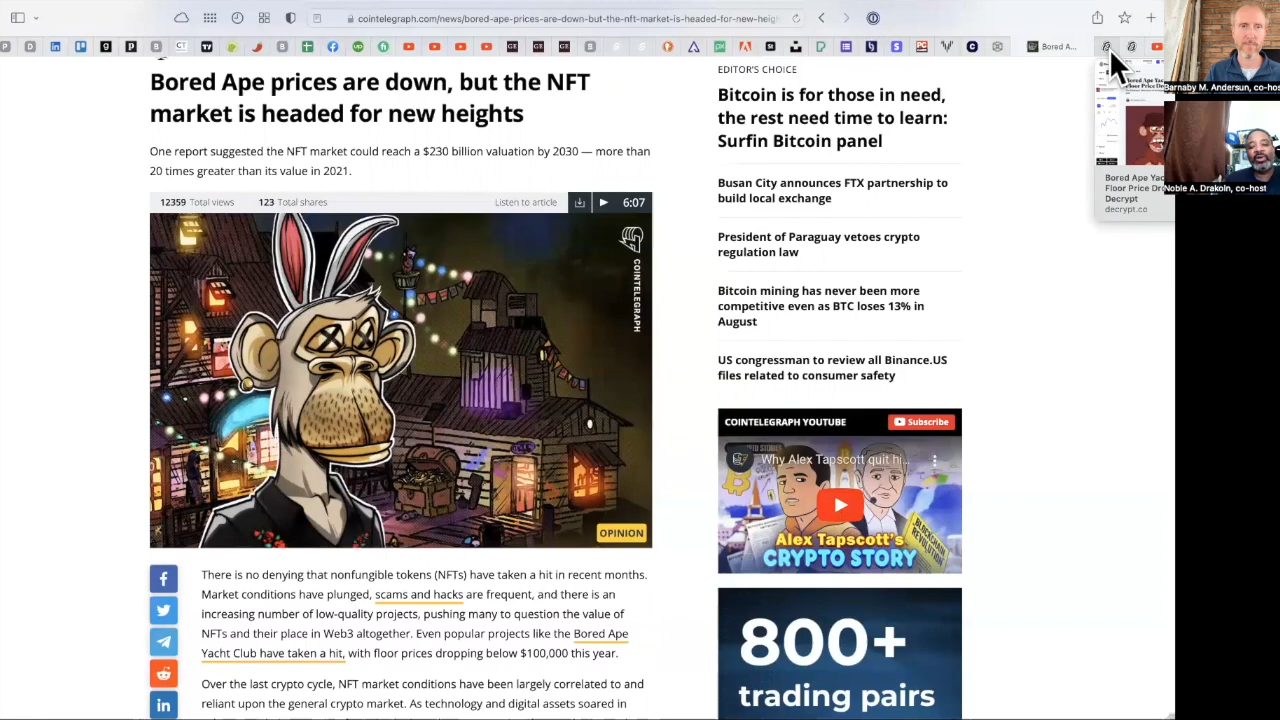 cointelegraph.com/news/bored-ape-prices-are-down-but-the-nft-market-is-headed-for-new-heigh
Bored A...
Bored Ape prices are down, but the NFT
market is headed for new heights
One report suggested the NFT market could reach a $230 billion valuation by 2030 — more than
20 times greater than its value in 2021.
12359 Total views 123 Total shares Listen to article 6:07
COINTELEGRAPH
OPINION
There is no denying that nonfungible tokens (NFTs) have taken a hit in recent months.
Market conditions have plunged, scams and hacks are frequent, and there is an
increasing number of low-quality projects, pushing many to question the value of
NFTs and their place in Web3 altogether. Even popular projects like the Bored Ape
Yacht Club have taken a hit, with floor prices dropping below $100,000 this year.
Over the last crypto cycle, NFT market conditions have been largely correlated to and
reliant upon the general crypto market. As technology and digital assets soared in
EDITOR'S CHOICE
Bitcoin is for those in need,
the rest need time to learn:
Surfin Bitcoin panel
Busan City announces FTX partnership to
build local exchange
President of Paraguay vetoes crypto
regulation law
Bitcoin mining has never been more
competitive even as BTC loses 13% in
August
US congressman to review all Binance.US
files related to consumer safety
COINTELEGRAPH YOUTUBE Subscribe
Why Alex Tapscott quit hi...
BLOCKCHAIN
REVOLUTION
Alex Tapscott's
CRYPTO STORY
800+
trading pairs
Bored Ape Yac
Floor Price Dr
Decrypt
decrypt.co
Barnaby M. Andersun, co-host
Noble A. Drakoln, co-host